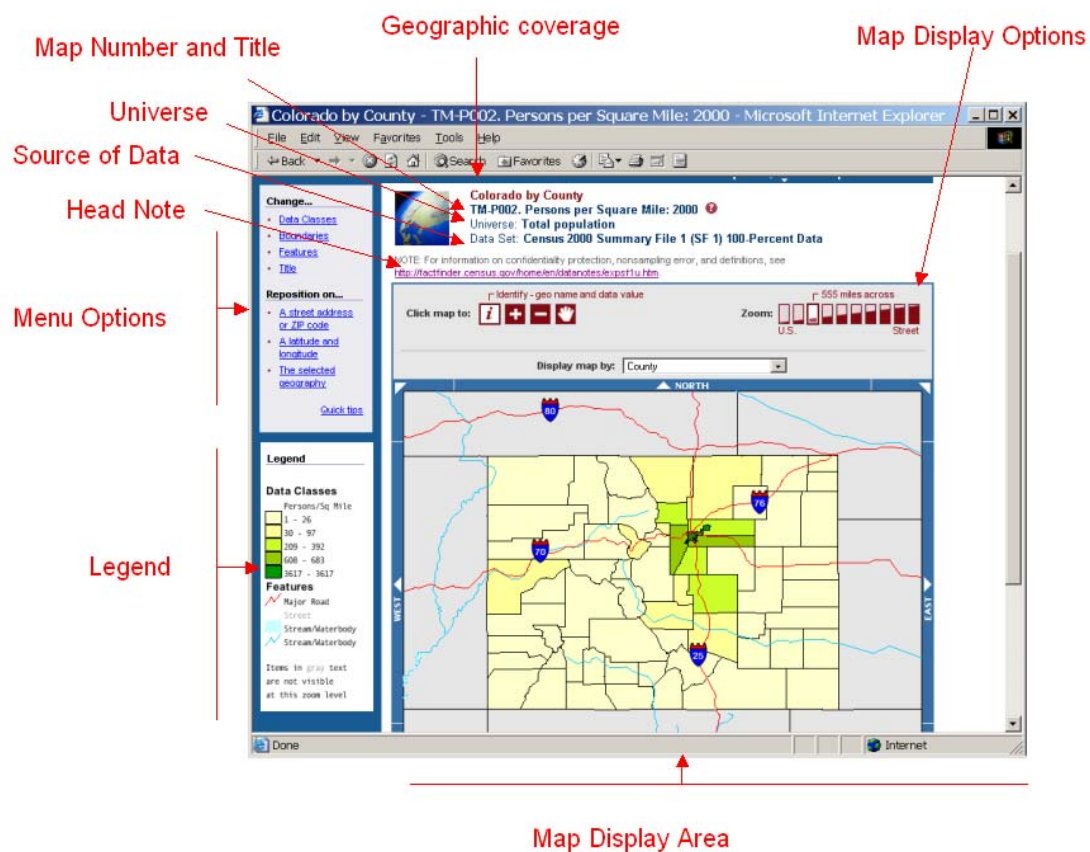 Geographic coverage
Map Display Options
Map Number and Title
Universe
Source of Data
Head Note
Menu Options
Legend
Map Display Area
Colorado by County - TM-P002. Persons per Square Mile: 2000 - Microsoft Internet Explorer
File Edit View Favorites Tools Help
Back Search Favorites
Change...
Data Classes
Boundaries
Features
Title
Reposition on...
A street address
or ZIP code
A latitude and
longitude
The selected
geography
Quick tips
Legend
Data Classes
Persons/Sq Mile
1 - 26
30 - 97
209 - 392
608 - 683
3617 - 3617
Features
Major Road
Street
Stream/Waterbody
Stream/Waterbody
Items in gray text
are not visible
at this zoom level
Colorado by County
TM-P002. Persons per Square Mile: 2000
Universe: Total population
Data Set: Census 2000 Summary File 1 (SF 1) 100-Percent Data
NOTE: For information on confidentiality protection, nonsampling error, and definitions, see
http://factfinder.census.gov/home/en/datanotes/expsf1u.htm.
Identify - geo name and data value
Click map to: i
555 miles across
Zoom:
U.S. Street
Display map by: County
NORTH
WEST
EAST
80
76
70
25
Done
Internet